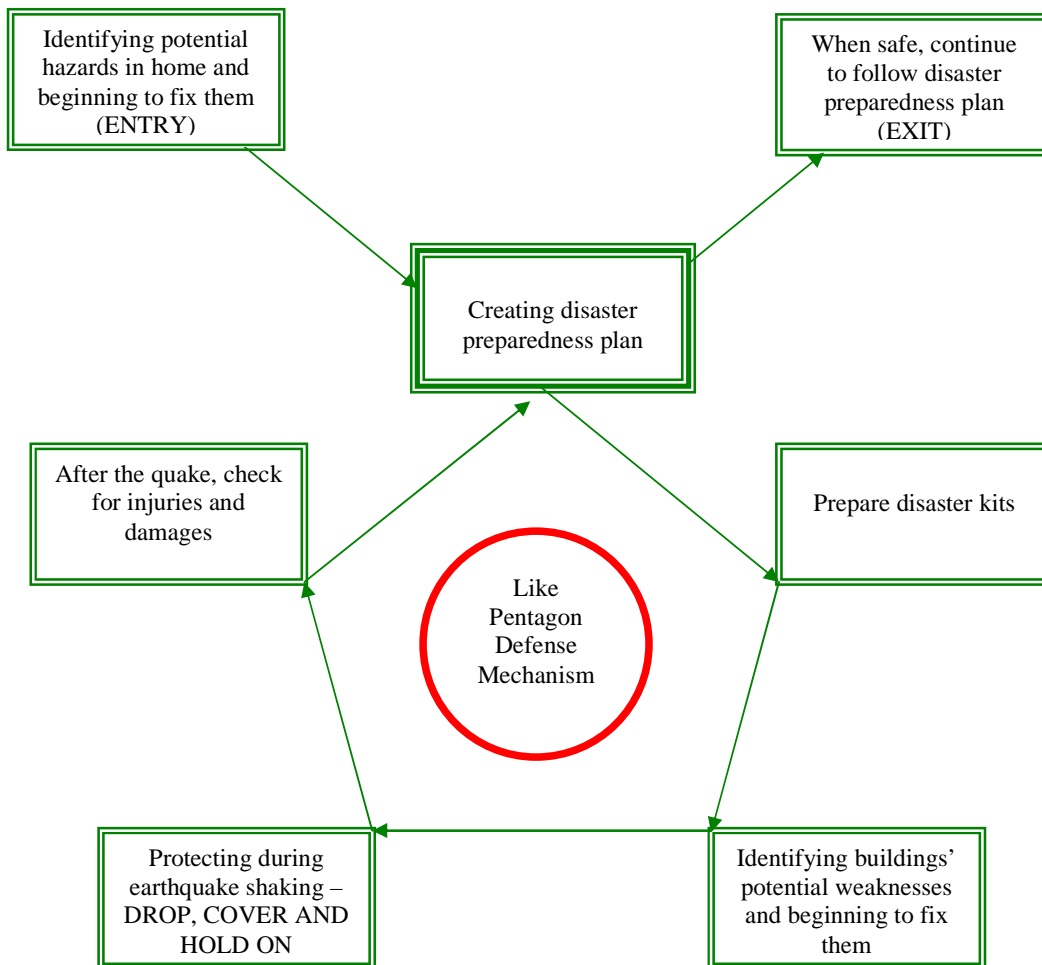 Identifying potential
hazards in home and
beginning to fix them
(ENTRY)
When safe, continue
to follow disaster
preparedness plan
(EXIT)
Creating disaster
preparedness plan
After the quake, check
for injuries and
damages
Prepare disaster kits
Like
Pentagon
Defense
Mechanism
Protecting during
earthquake shaking –
DROP, COVER AND
HOLD ON
Identifying buildings’
potential weaknesses
and beginning to fix
them